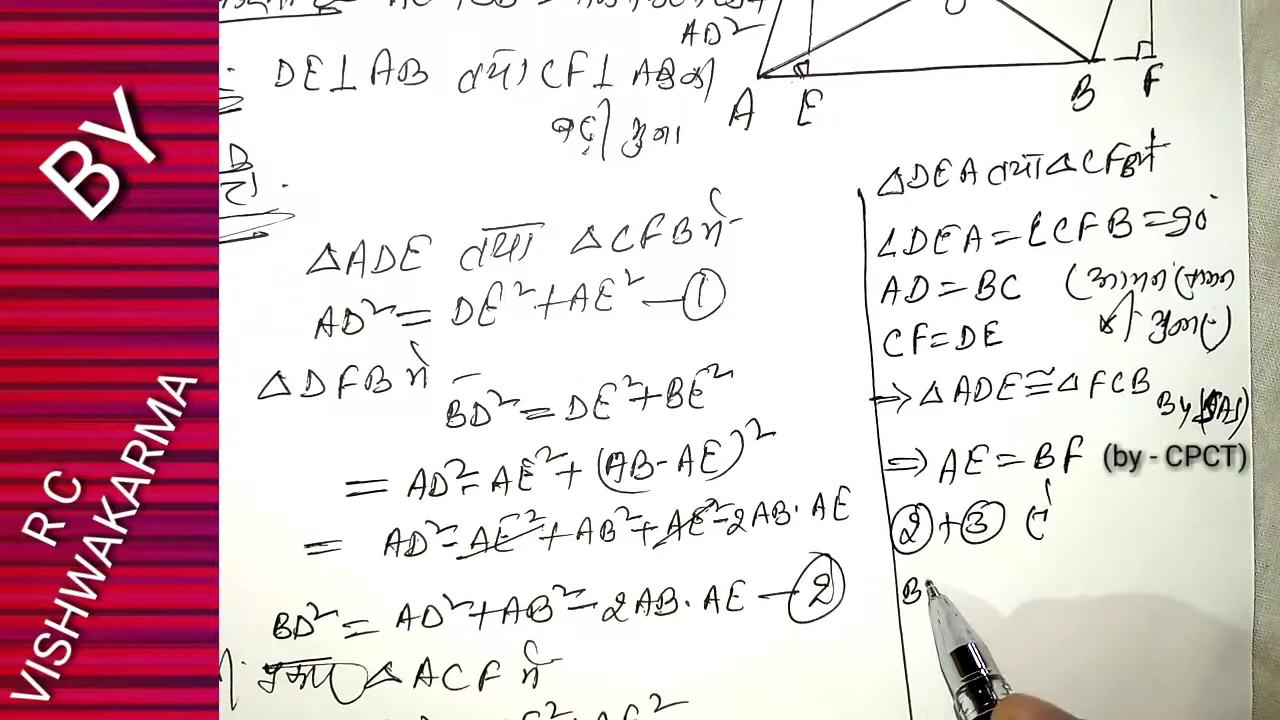 BY
R C
VISHWAKARMA
AD²
DE⊥AB तथा CF⊥
A E B F
△ADE तथा △CFB में
AD² = DE² + AE² — ①
△DFB में
BD² = DE² + BE²
= AD² - AE² + (AB - AE)²
= AD² - AE² + AB² + AE² - 2AB.AE
BD² = AD² + AB² - 2AB.AE — ②
△ACF में
△DEA तथा △CFB में
∠DEA = ∠CFB = 90°
AD = BC
CF = DE
⇒ △ADE ≅ △FCB By
⇒ AE = BF (by - CPCT)
② + ③ से
B